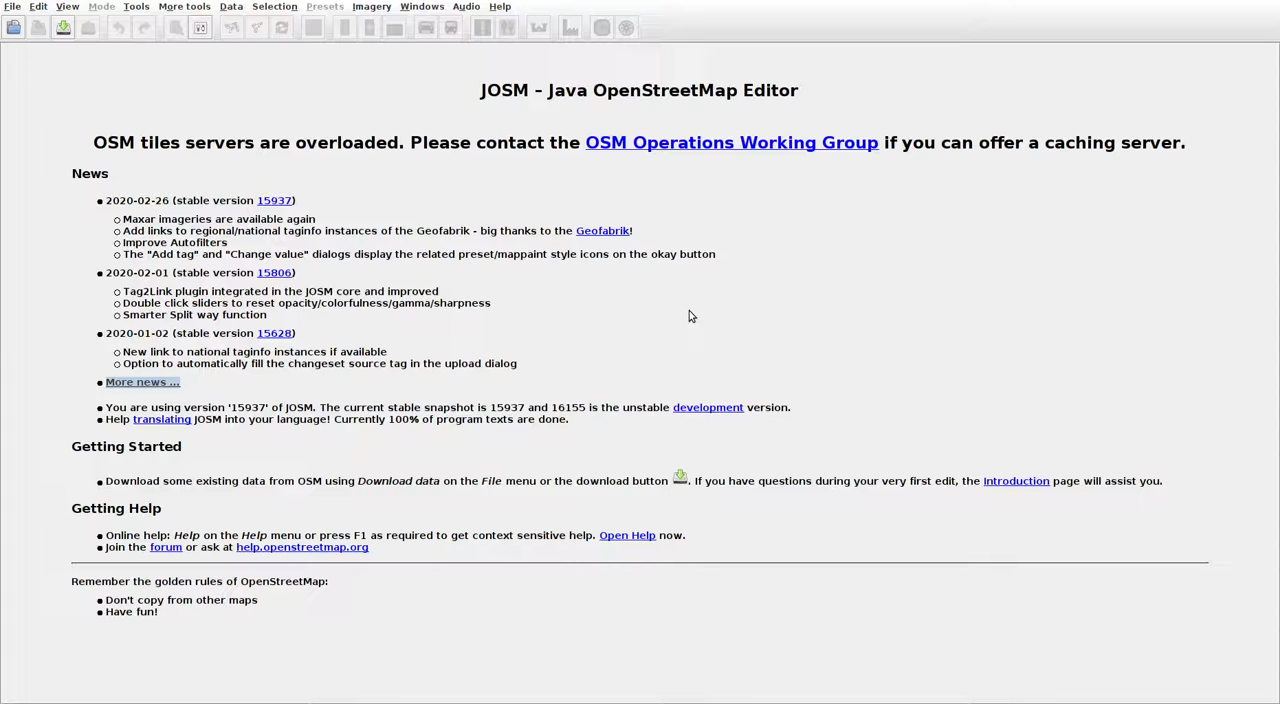 File Edit View Mode Tools More tools Data Selection Presets Imagery Windows Audio Help
JOSM – Java OpenStreetMap Editor
OSM tiles servers are overloaded. Please contact the OSM Operations Working Group if you can offer a caching server.
News
2020-02-26 (stable version 15937)
Maxar imageries are available again
Add links to regional/national taginfo instances of the Geofabrik - big thanks to the Geofabrik!
Improve Autofilters
The "Add tag" and "Change value" dialogs display the related preset/mappaint style icons on the okay button
2020-02-01 (stable version 15806)
Tag2Link plugin integrated in the JOSM core and improved
Double click sliders to reset opacity/colorfulness/gamma/sharpness
Smarter Split way function
2020-01-02 (stable version 15628)
New link to national taginfo instances if available
Option to automatically fill the changeset source tag in the upload dialog
More news ...
You are using version '15937' of JOSM. The current stable snapshot is 15937 and 16155 is the unstable development version.
Help translating JOSM into your language! Currently 100% of program texts are done.
Getting Started
Download some existing data from OSM using Download data on the File menu or the download button . If you have questions during your very first edit, the Introduction page will assist you.
Getting Help
Online help: Help on the Help menu or press F1 as required to get context sensitive help. Open Help now.
Join the forum or ask at help.openstreetmap.org
Remember the golden rules of OpenStreetMap:
Don't copy from other maps
Have fun!